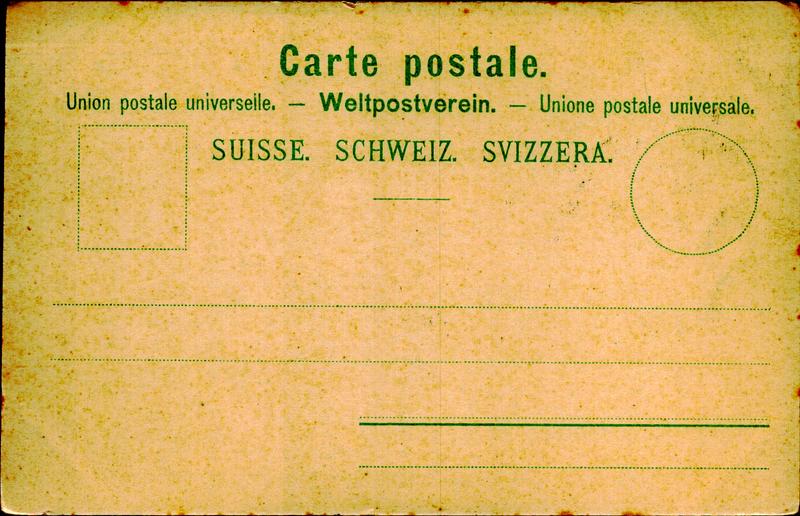 Carte postale.
Union postale universelle. — Weltpostverein. — Unione postale universale.
SUISSE. SCHWEIZ. SVIZZERA.